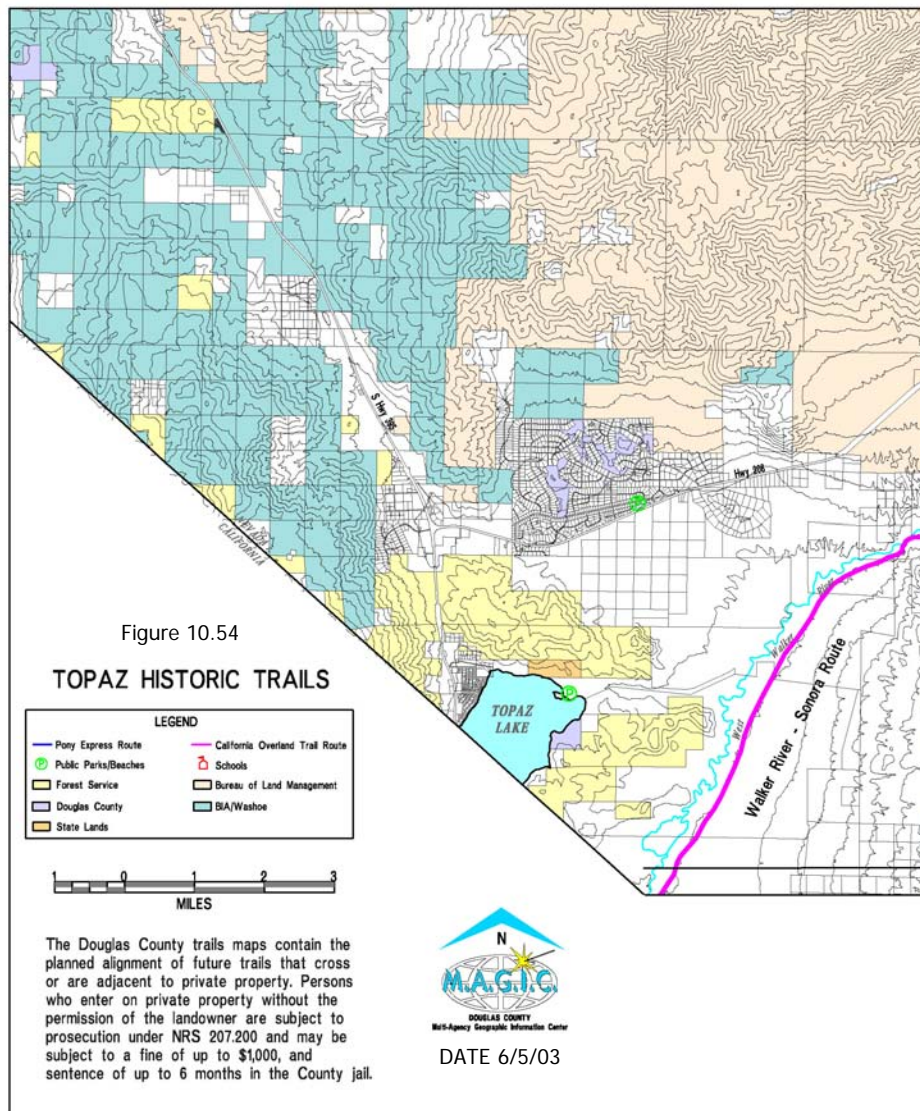 S Hwy 395
Hwy 208
NEVADA
CALIFORNIA
Figure 10.54
TOPAZ HISTORIC TRAILS
LEGEND
Pony Express Route
California Overland Trail Route
P Public Parks/Beaches
Schools
Forest Service
Bureau of Land Management
Douglas County
BIA/Washoe
State Lands
TOPAZ
LAKE
P
West Walker River
Walker River - Sonora Route
1 0 1 2 3
MILES
The Douglas County trails maps contain the
planned alignment of future trails that cross
or are adjacent to private property. Persons
who enter on private property without the
permission of the landowner are subject to
prosecution under NRS 207.200 and may be
subject to a fine of up to $1,000, and
sentence of up to 6 months in the County jail.
N
M.A.G.I.C.
DOUGLAS COUNTY
Multi-Agency Geographic Information Center
DATE 6/5/03